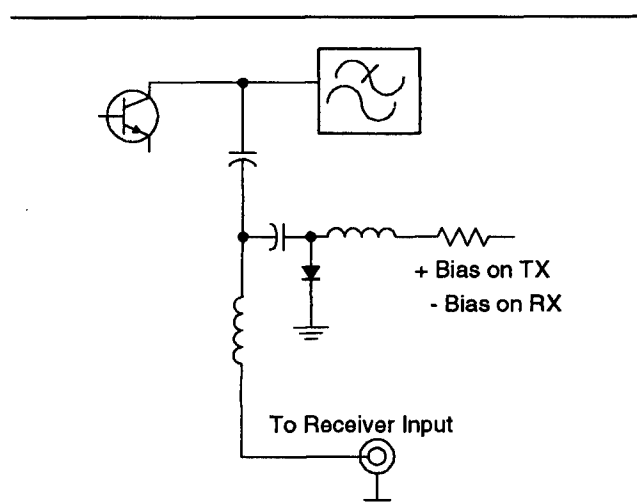 + Bias on TX
- Bias on RX
To Receiver Input